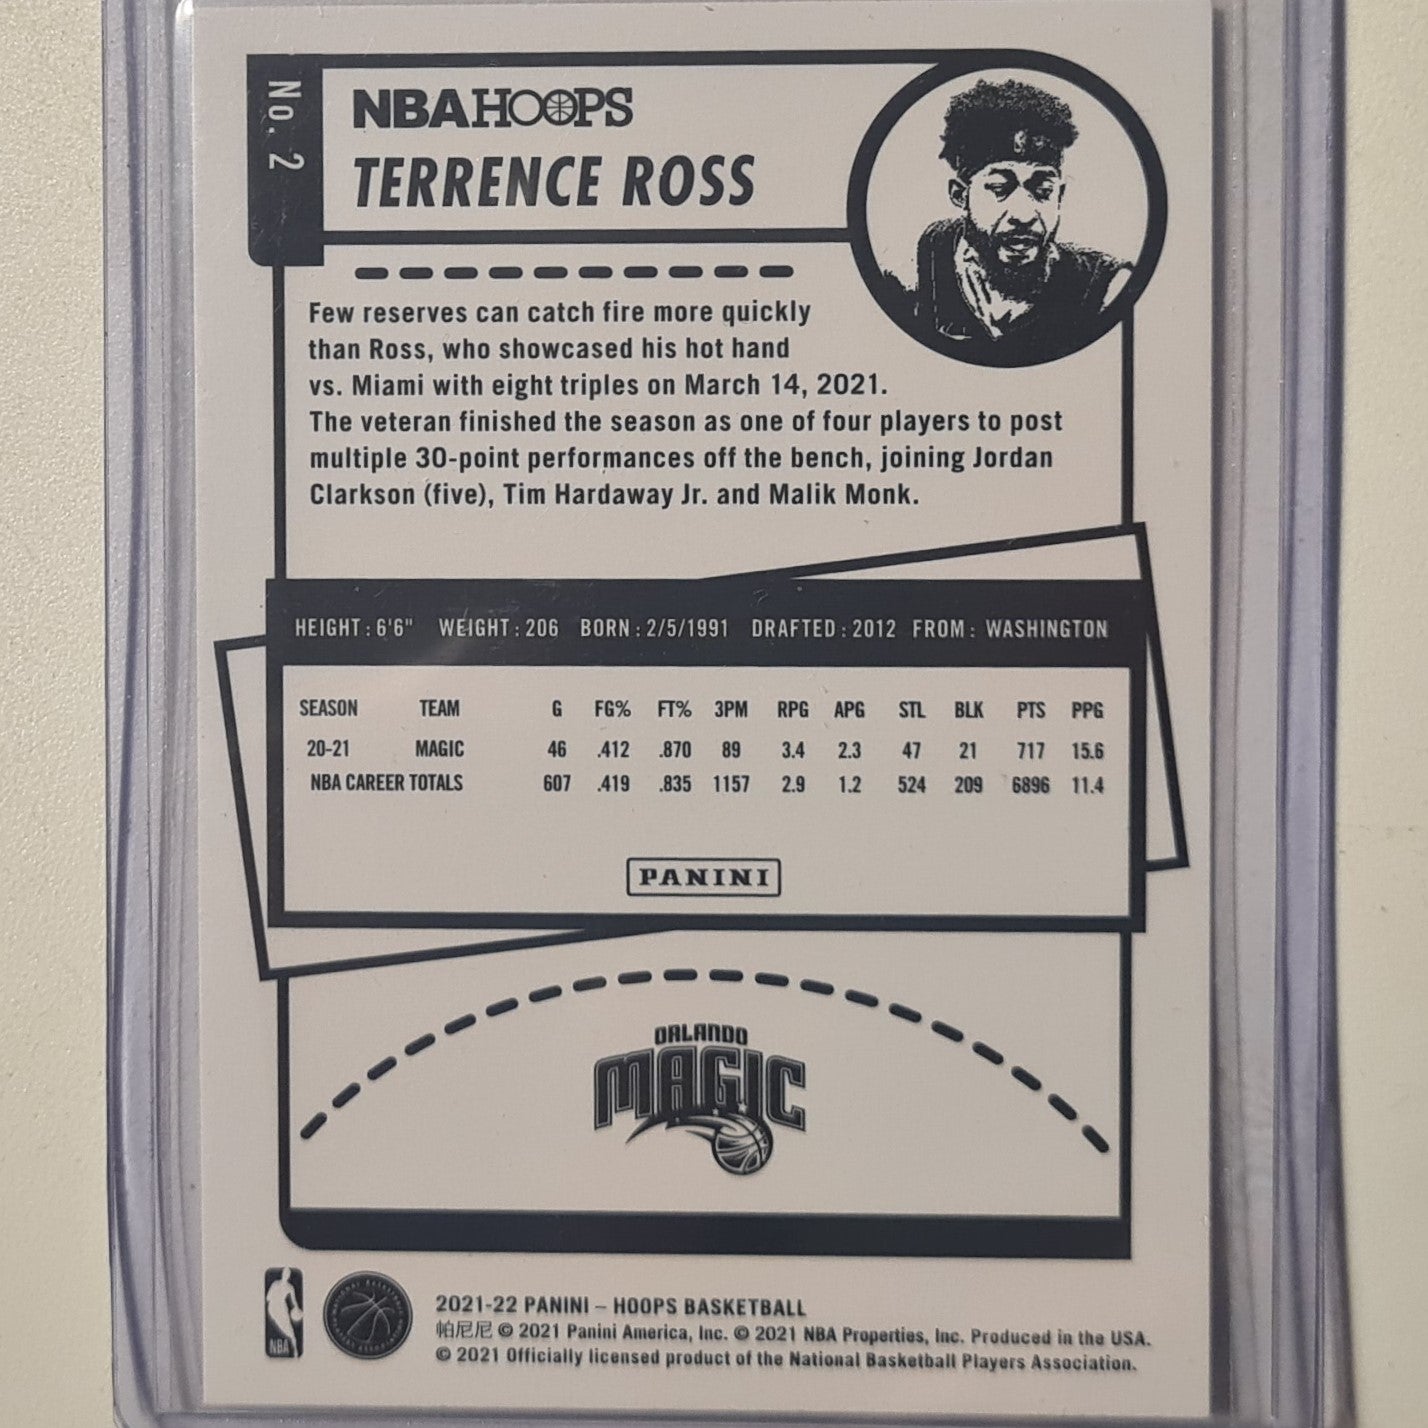 No. 2
NBA HOOPS
TERRENCE ROSS
Few reserves can catch fire more quickly
than Ross, who showcased his hot hand
vs. Miami with eight triples on March 14, 2021.
The veteran finished the season as one of four players to post
multiple 30-point performances off the bench, joining Jordan
Clarkson (five), Tim Hardaway Jr. and Malik Monk.
HEIGHT: 6'6" WEIGHT: 206 BORN: 2/5/1991 DRAFTED: 2012 FROM: WASHINGTON
SEASON TEAM G FG% FT% 3PM RPG APG STL BLK PTS PPG
20-21 MAGIC 46 .412 .870 89 3.4 2.3 47 21 717 15.6
NBA CAREER TOTALS 607 .419 .835 1157 2.9 1.2 524 209 6896 11.4
PANINI
ORLANDO
MAGIC
NBA
2021-22 PANINI – HOOPS BASKETBALL
帕尼尼 © 2021 Panini America, Inc. © 2021 NBA Properties, Inc. Produced in the USA.
© 2021 Officially licensed product of the National Basketball Players Association.